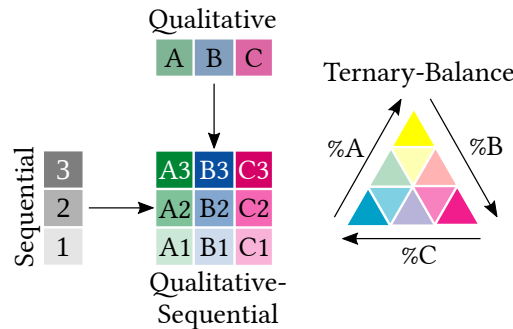 Qualitative
A B C
Ternary-Balance
%A
%B
%C
Sequential
3
2
1
A3 B3 C3
A2 B2 C2
A1 B1 C1
Qualitative-
Sequential